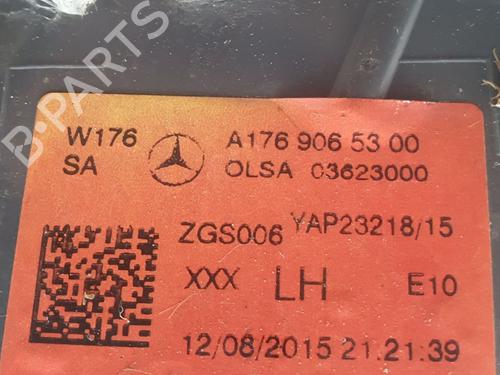 W176 A176 906 53 00
SA OLSA 03623000
ZGS006 YAP23218/15
XXX LH E10
12/08/2015 21:21:39
B-PARTS